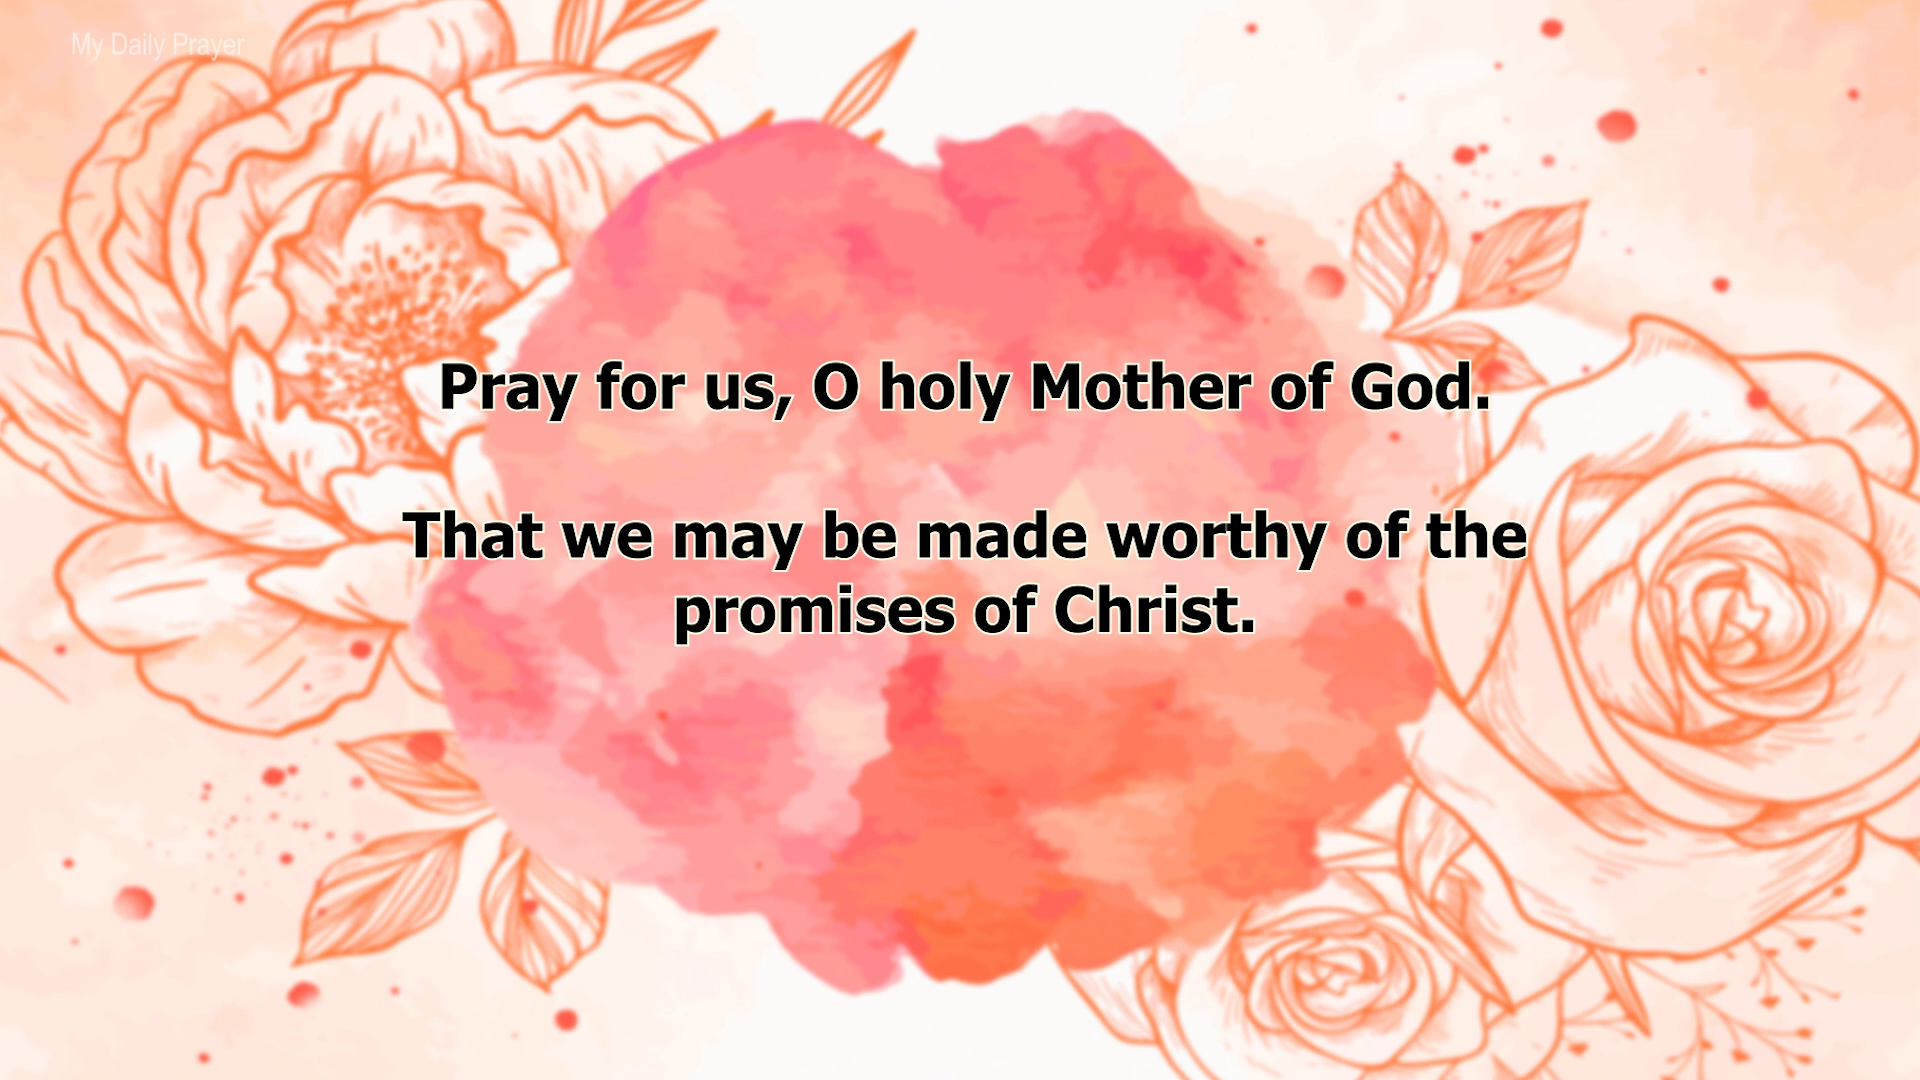 My Daily Prayer
Pray for us, O holy Mother of God.
That we may be made worthy of the
promises of Christ.